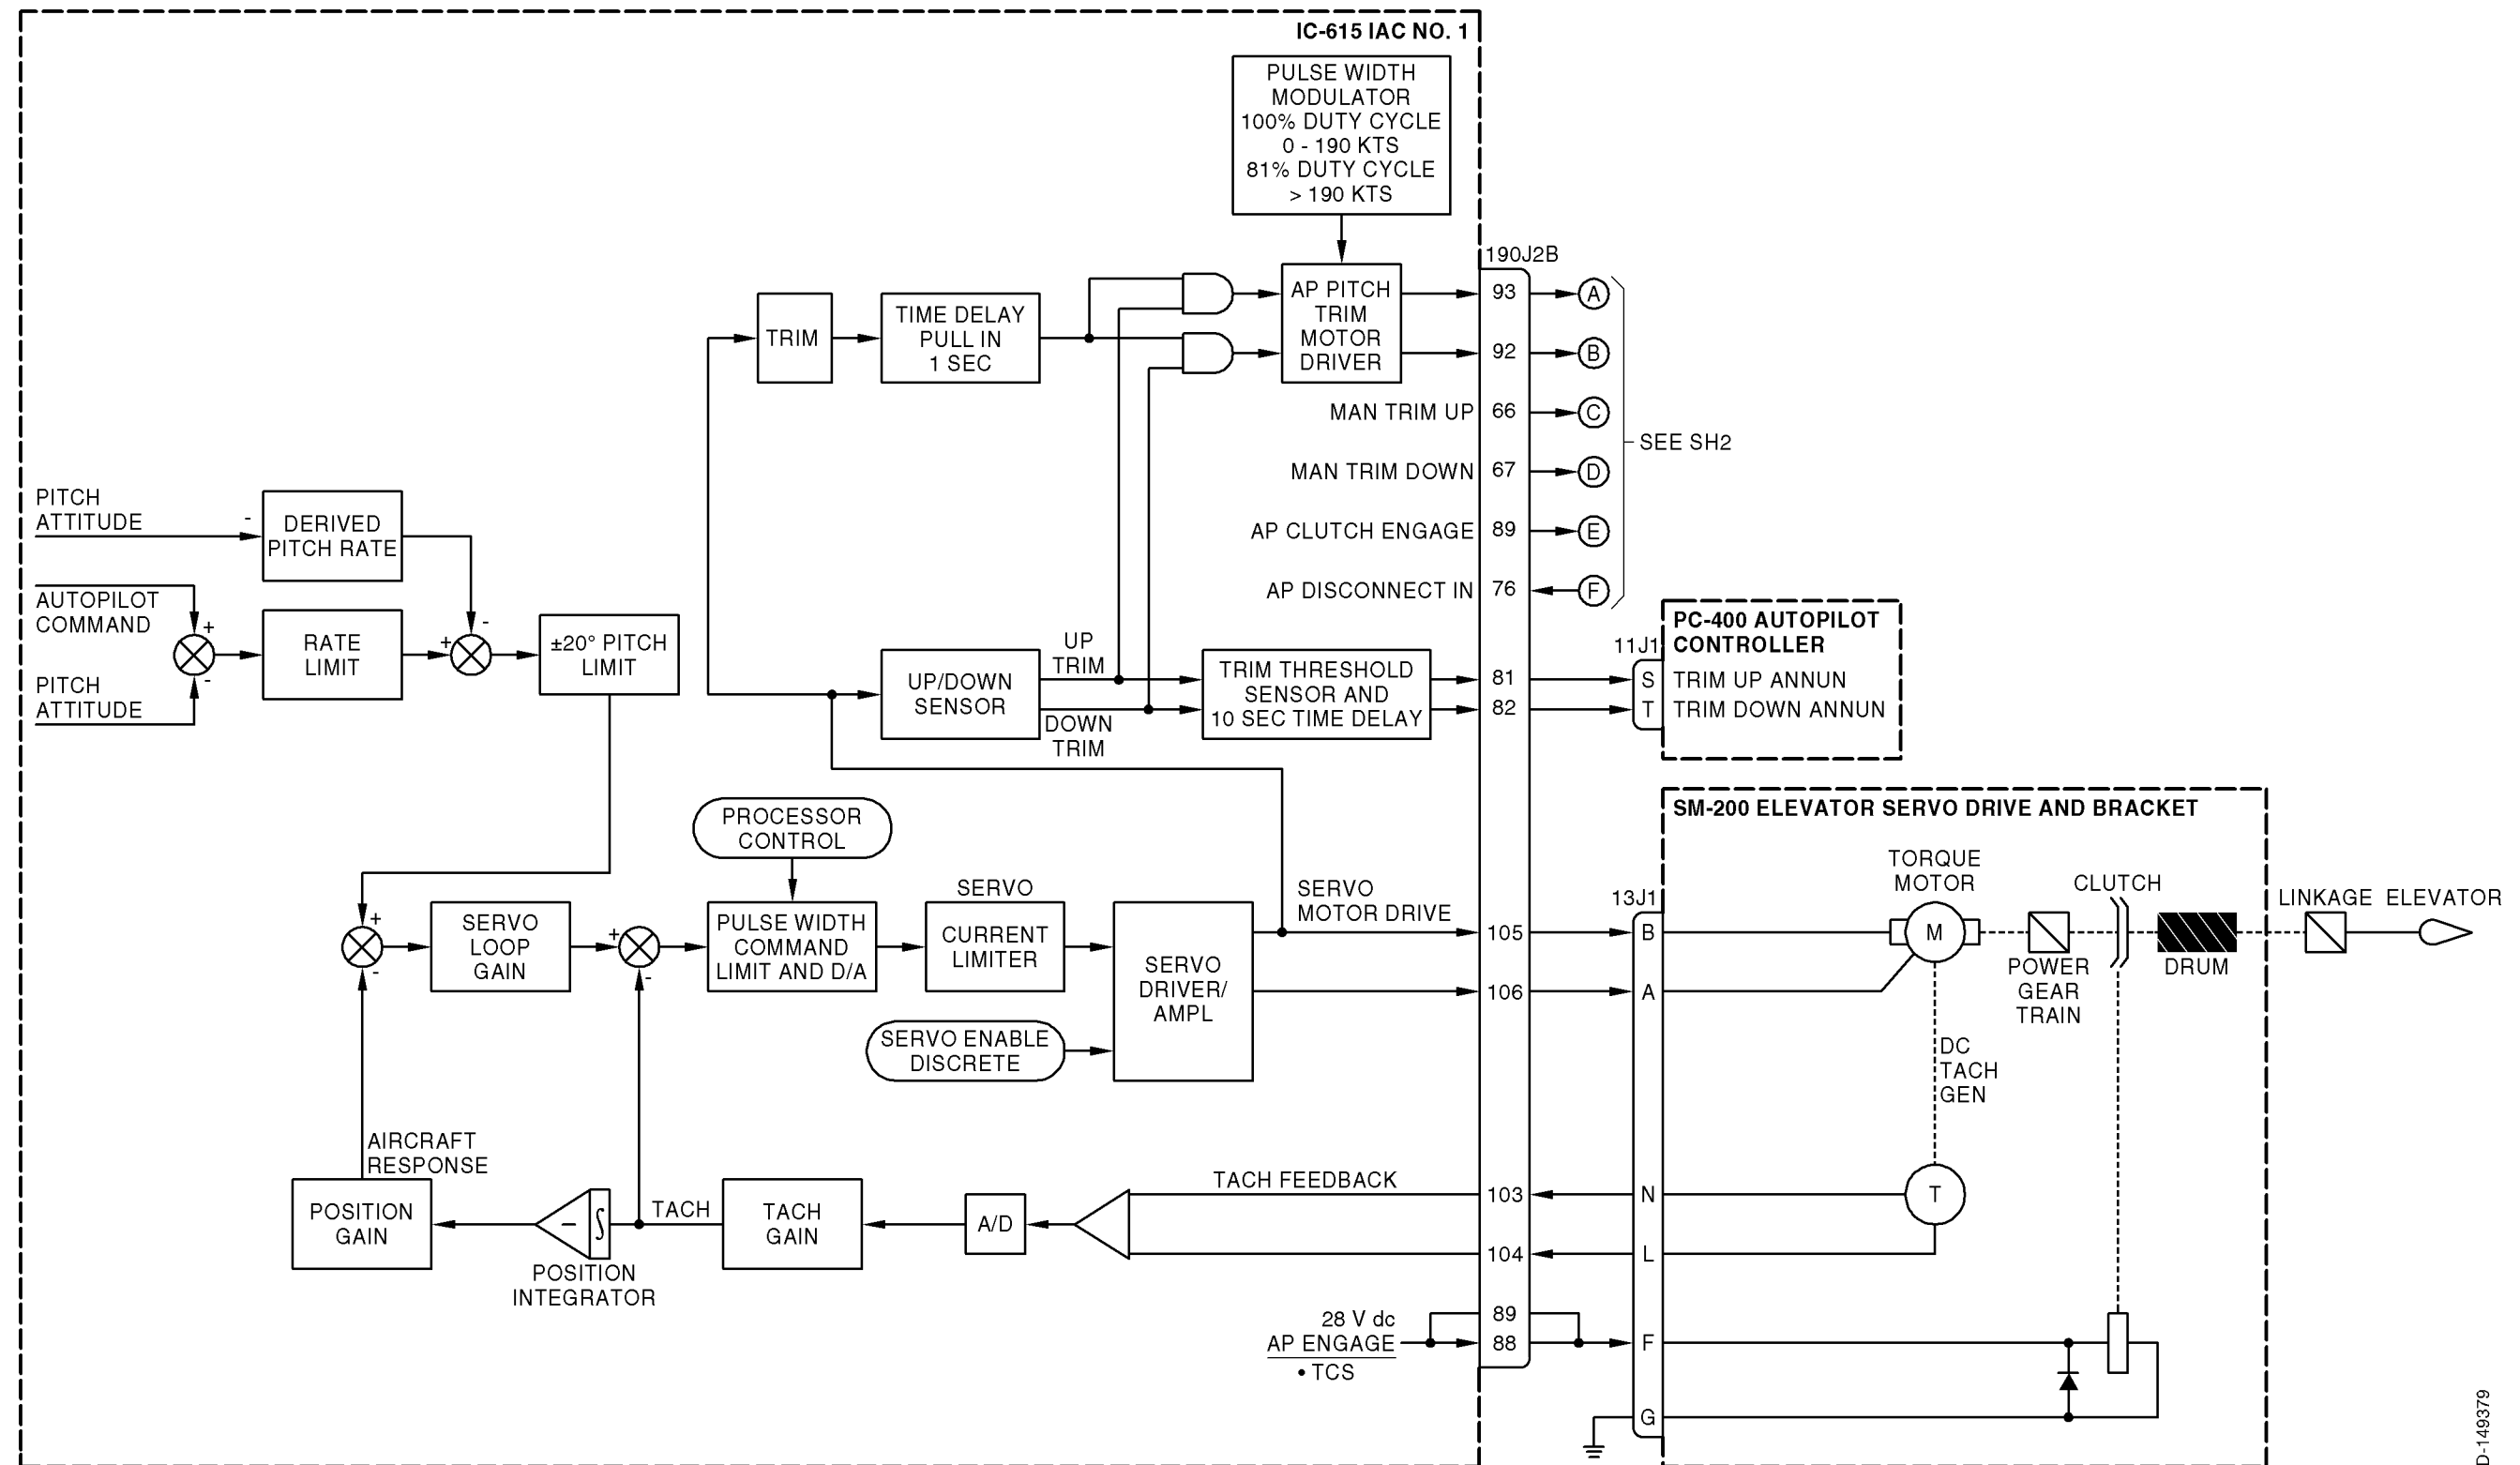 IC-615 IAC NO. 1
PULSE WIDTH
MODULATOR
100% DUTY CYCLE
0 - 190 KTS
81% DUTY CYCLE
> 190 KTS
190J2B
TRIM
TIME DELAY
PULL IN
1 SEC
AP PITCH
TRIM
MOTOR
DRIVER
93
A
92
B
MAN TRIM UP
66
C
MAN TRIM DOWN
67
D
AP CLUTCH ENGAGE
89
E
AP DISCONNECT IN
76
F
SEE SH2
PITCH
ATTITUDE
-
DERIVED
PITCH RATE
AUTOPILOT
COMMAND
+
-
PITCH
ATTITUDE
RATE
LIMIT
+
-
±20° PITCH
LIMIT
UP/DOWN
SENSOR
UP
TRIM
DOWN
TRIM
TRIM THRESHOLD
SENSOR AND
10 SEC TIME DELAY
81
82
11J1
PC-400 AUTOPILOT
CONTROLLER
S TRIM UP ANNUN
T TRIM DOWN ANNUN
PROCESSOR
CONTROL
+
-
SERVO
LOOP
GAIN
+
-
PULSE WIDTH
COMMAND
LIMIT AND D/A
SERVO
CURRENT
LIMITER
SERVO
DRIVER/
AMPL
SERVO ENABLE
DISCRETE
SERVO
MOTOR DRIVE
105
106
SM-200 ELEVATOR SERVO DRIVE AND BRACKET
13J1
B
A
TORQUE
MOTOR
M
POWER
GEAR
TRAIN
CLUTCH
DRUM
LINKAGE
ELEVATOR
DC
TACH
GEN
AIRCRAFT
RESPONSE
POSITION
GAIN
−
∫
POSITION
INTEGRATOR
TACH
TACH
GAIN
A/D
TACH FEEDBACK
103
104
N
L
T
28 V dc
AP ENGAGE
• TCS
89
88
F
G
D-149379